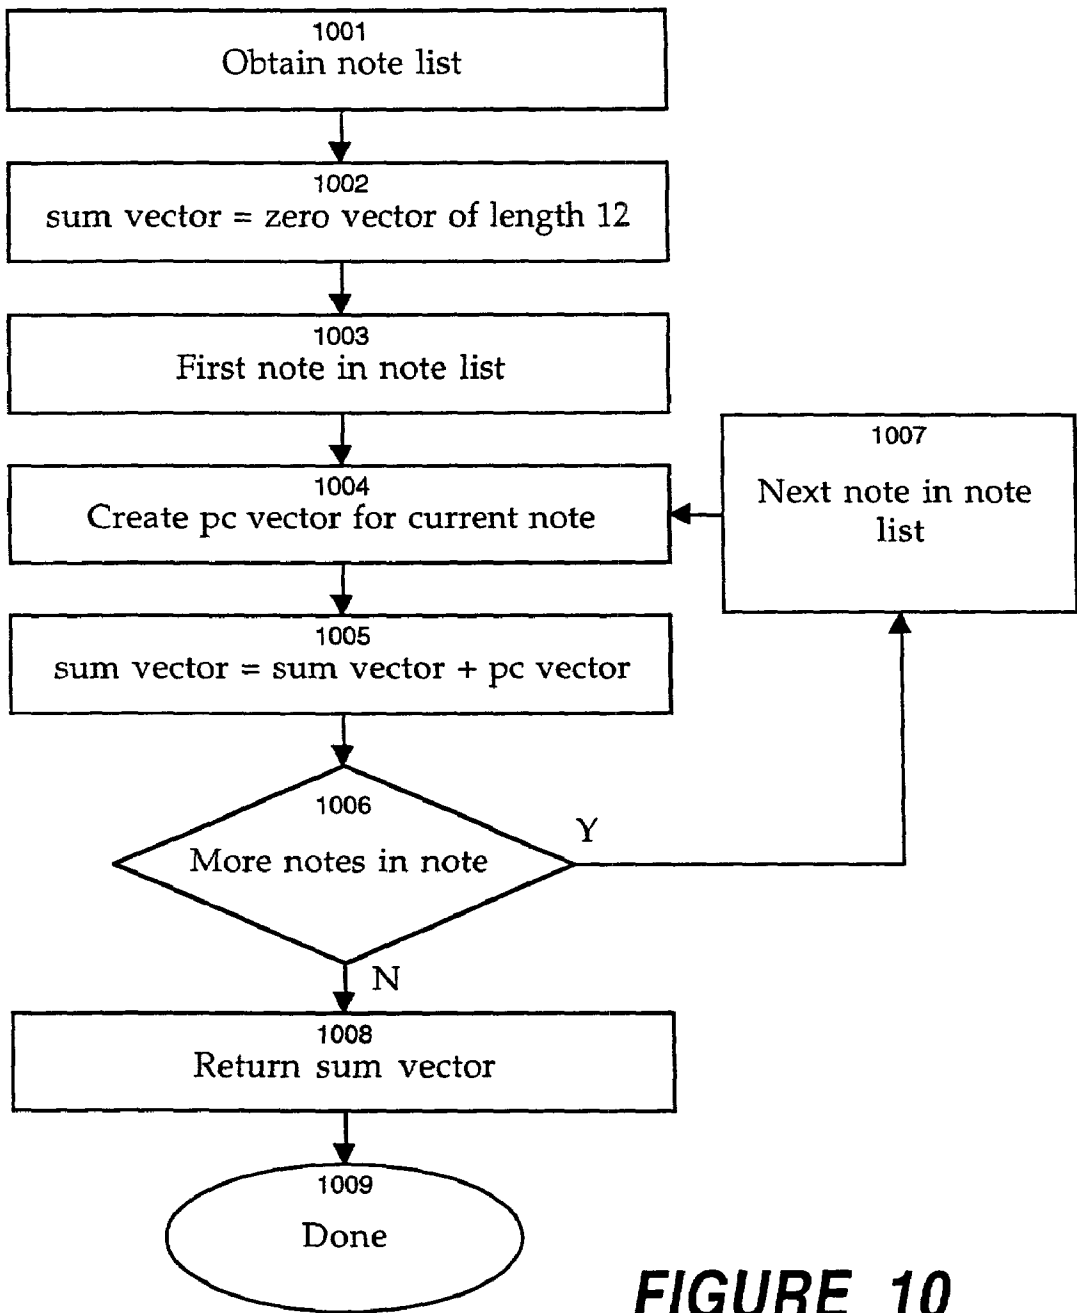 1001
Obtain note list
1002
sum vector = zero vector of length 12
1003
First note in note list
1004
Create pc vector for current note
1007
Next note in note
list
1005
sum vector = sum vector + pc vector
1006
More notes in note
Y
N
1008
Return sum vector
1009
Done
FIGURE 10